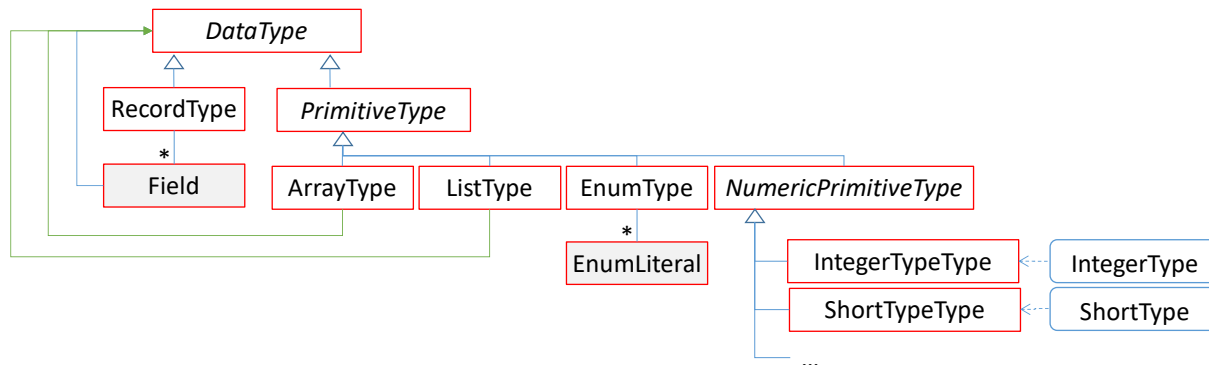 DataType
RecordType
PrimitiveType
*
Field
ArrayType
ListType
EnumType
NumericPrimitiveType
*
EnumLiteral
IntegerTypeType
IntegerType
ShortTypeType
ShortType
...